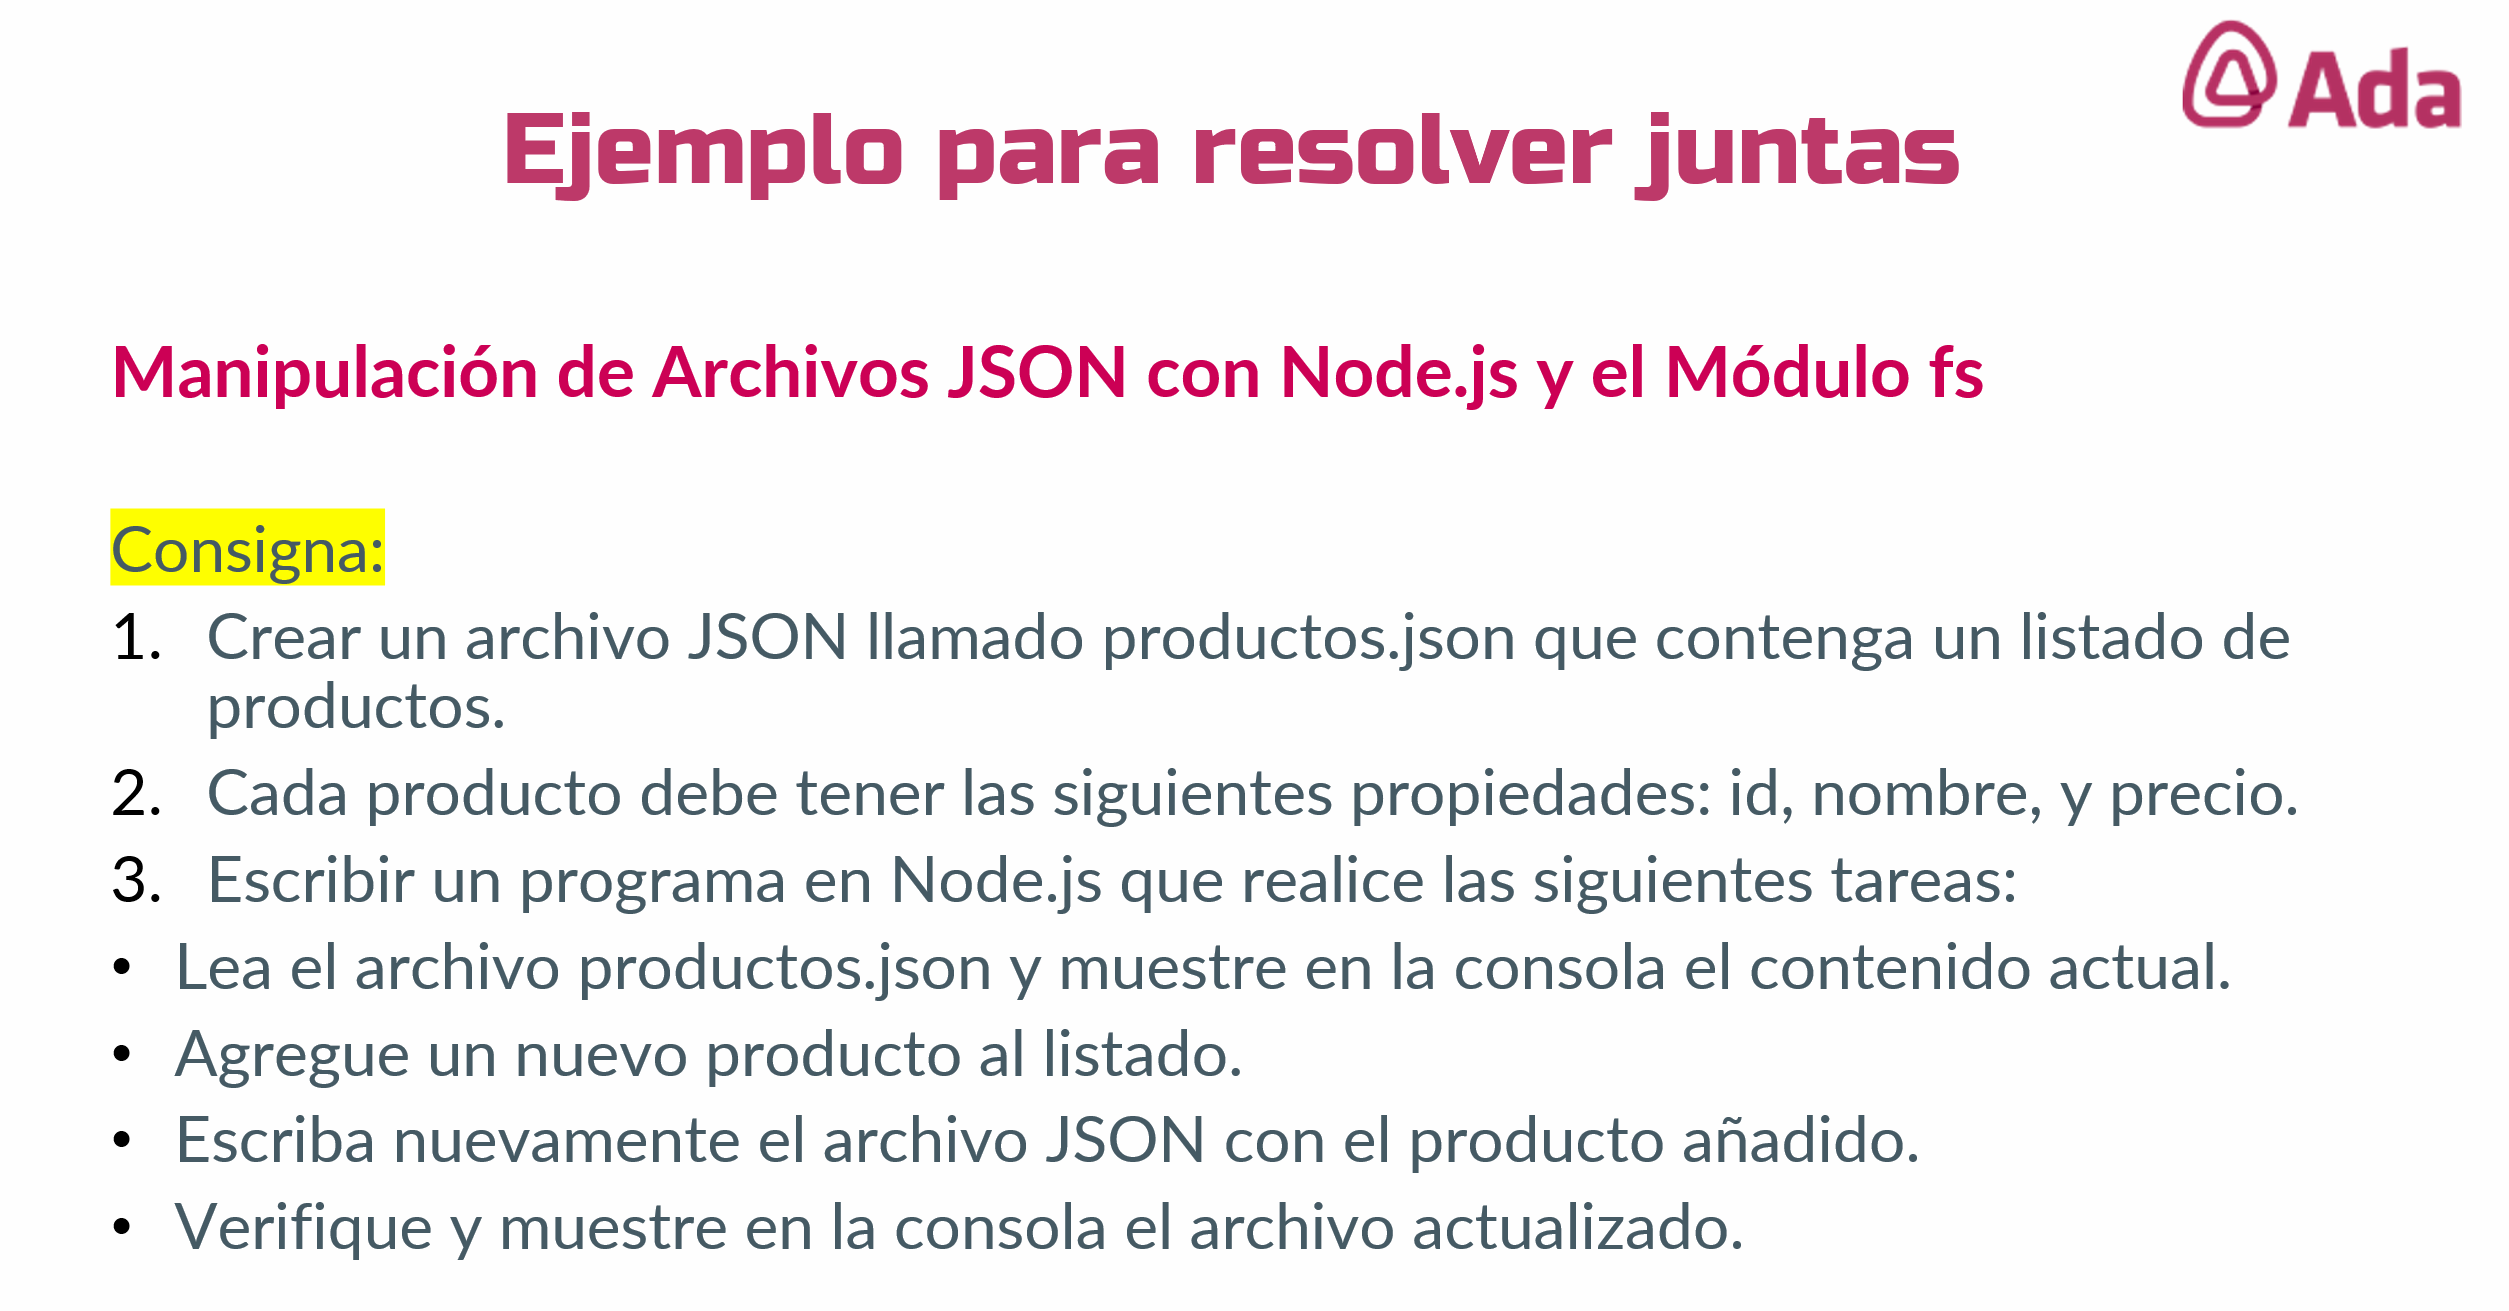 Ada
Ejemplo para resolver juntas
Manipulación de Archivos JSON con Node.js y el Módulo fs
Consigna:
1. Crear un archivo JSON llamado productos.json que contenga un listado de
productos.
2. Cada producto debe tener las siguientes propiedades: id, nombre, y precio.
3. Escribir un programa en Node.js que realice las siguientes tareas:
• Lea el archivo productos.json y muestre en la consola el contenido actual.
• Agregue un nuevo producto al listado.
• Escriba nuevamente el archivo JSON con el producto añadido.
• Verifique y muestre en la consola el archivo actualizado.